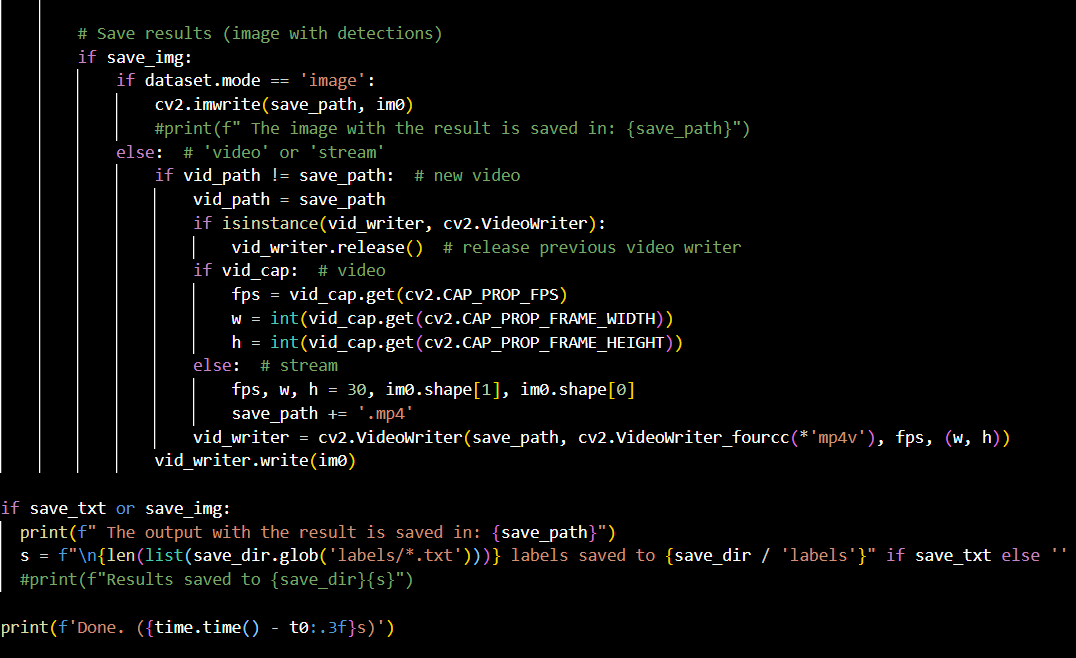 # Save results (image with detections)
if save_img:
if dataset.mode == 'image':
cv2.imwrite(save_path, im0)
#print(f" The image with the result is saved in: {save_path}")
else:  # 'video' or 'stream'
if vid_path != save_path:  # new video
vid_path = save_path
if isinstance(vid_writer, cv2.VideoWriter):
vid_writer.release()  # release previous video writer
if vid_cap:  # video
fps = vid_cap.get(cv2.CAP_PROP_FPS)
w = int(vid_cap.get(cv2.CAP_PROP_FRAME_WIDTH))
h = int(vid_cap.get(cv2.CAP_PROP_FRAME_HEIGHT))
else:  # stream
fps, w, h = 30, im0.shape[1], im0.shape[0]
save_path += '.mp4'
vid_writer = cv2.VideoWriter(save_path, cv2.VideoWriter_fourcc(*'mp4v'), fps, (w, h))
vid_writer.write(im0)
if save_txt or save_img:
print(f" The output with the result is saved in: {save_path}")
s = f"\n{len(list(save_dir.glob('labels/*.txt')))} labels saved to {save_dir / 'labels'}" if save_txt else ''
#print(f"Results saved to {save_dir}{s}")
print(f'Done. ({time.time() - t0:.3f}s)')